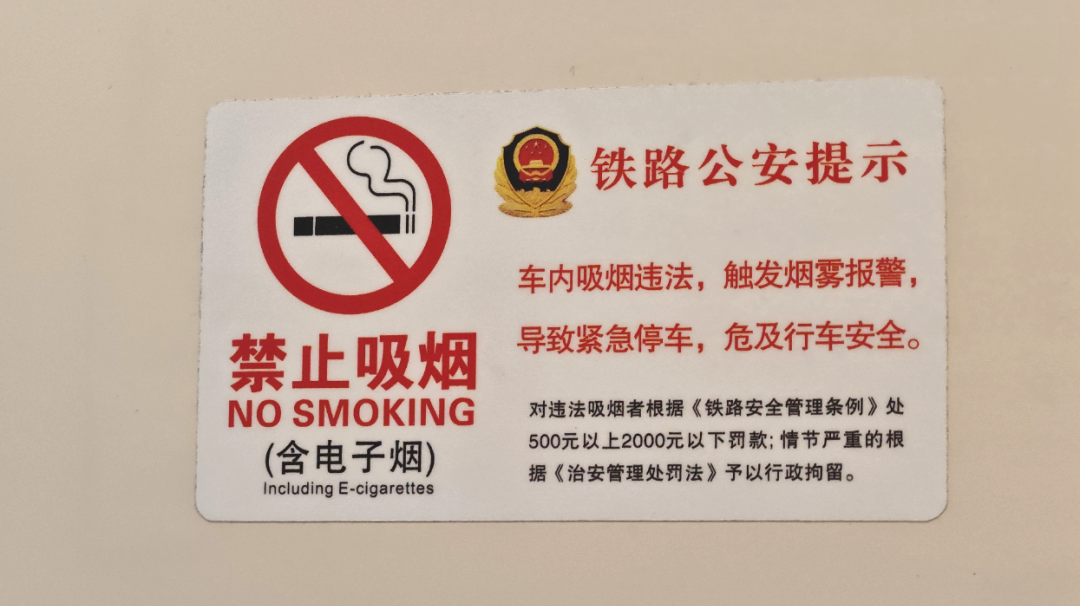 禁止吸烟
NO SMOKING
(含电子烟)
Including E-cigarettes
铁路公安提示
车内吸烟违法，触发烟雾报警，
导致紧急停车，危及行车安全。
对违法吸烟者根据《铁路安全管理条例》处
500元以上2000元以下罚款；情节严重的根
据《治安管理处罚法》予以行政拘留。